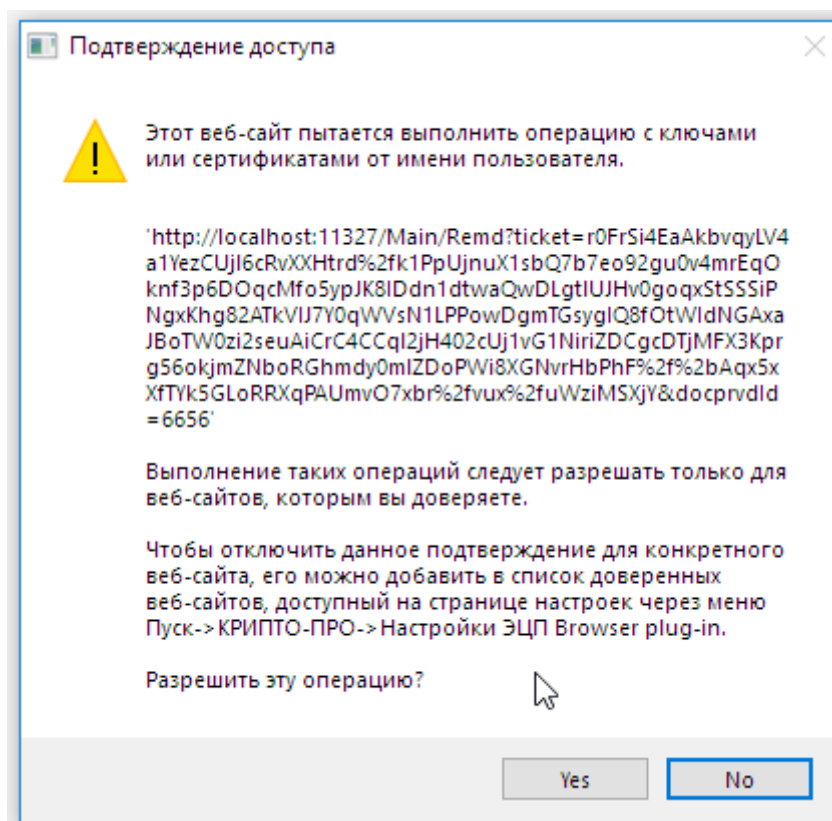 Подтверждение доступа
Этот веб-сайт пытается выполнить операцию с ключами
или сертификатами от имени пользователя.
'http://localhost:11327/Main/Remd?ticket=r0FrSi4EaAkbvqyLV4
a1YezCUjI6cRvXXHtrd%2fk1PpUjnuX1sbQ7b7eo92gu0v4mrEqO
knf3p6DOqcMfo5ypJK8IDdn1dtwaQwDLgtIUJHv0goqxStSSSiP
NgxKhg82ATkVIJ7Y0qWVsN1LPPowDgmTGsyglQ8fOtWIdNGAxa
JBoTW0zi2seuAiCrC4CCqI2jH402cUj1vG1NiriZDCgcDTjMFX3Kpr
g56okjmZNboRGhmdy0mIZDoPWi8XGNvrHbPhF%2f%2bAqx5x
XfTYk5GLoRRXqPAUmvO7xbr%2fvux%2fuWziMSXjY&docprvdId
=6656'
Выполнение таких операций следует разрешать только для
веб-сайтов, которым вы доверяете.
Чтобы отключить данное подтверждение для конкретного
веб-сайта, его можно добавить в список доверенных
веб-сайтов, доступный на странице настроек через меню
Пуск->КРИПТО-ПРО->Настройки ЭЦП Browser plug-in.
Разрешить эту операцию?
Yes
No